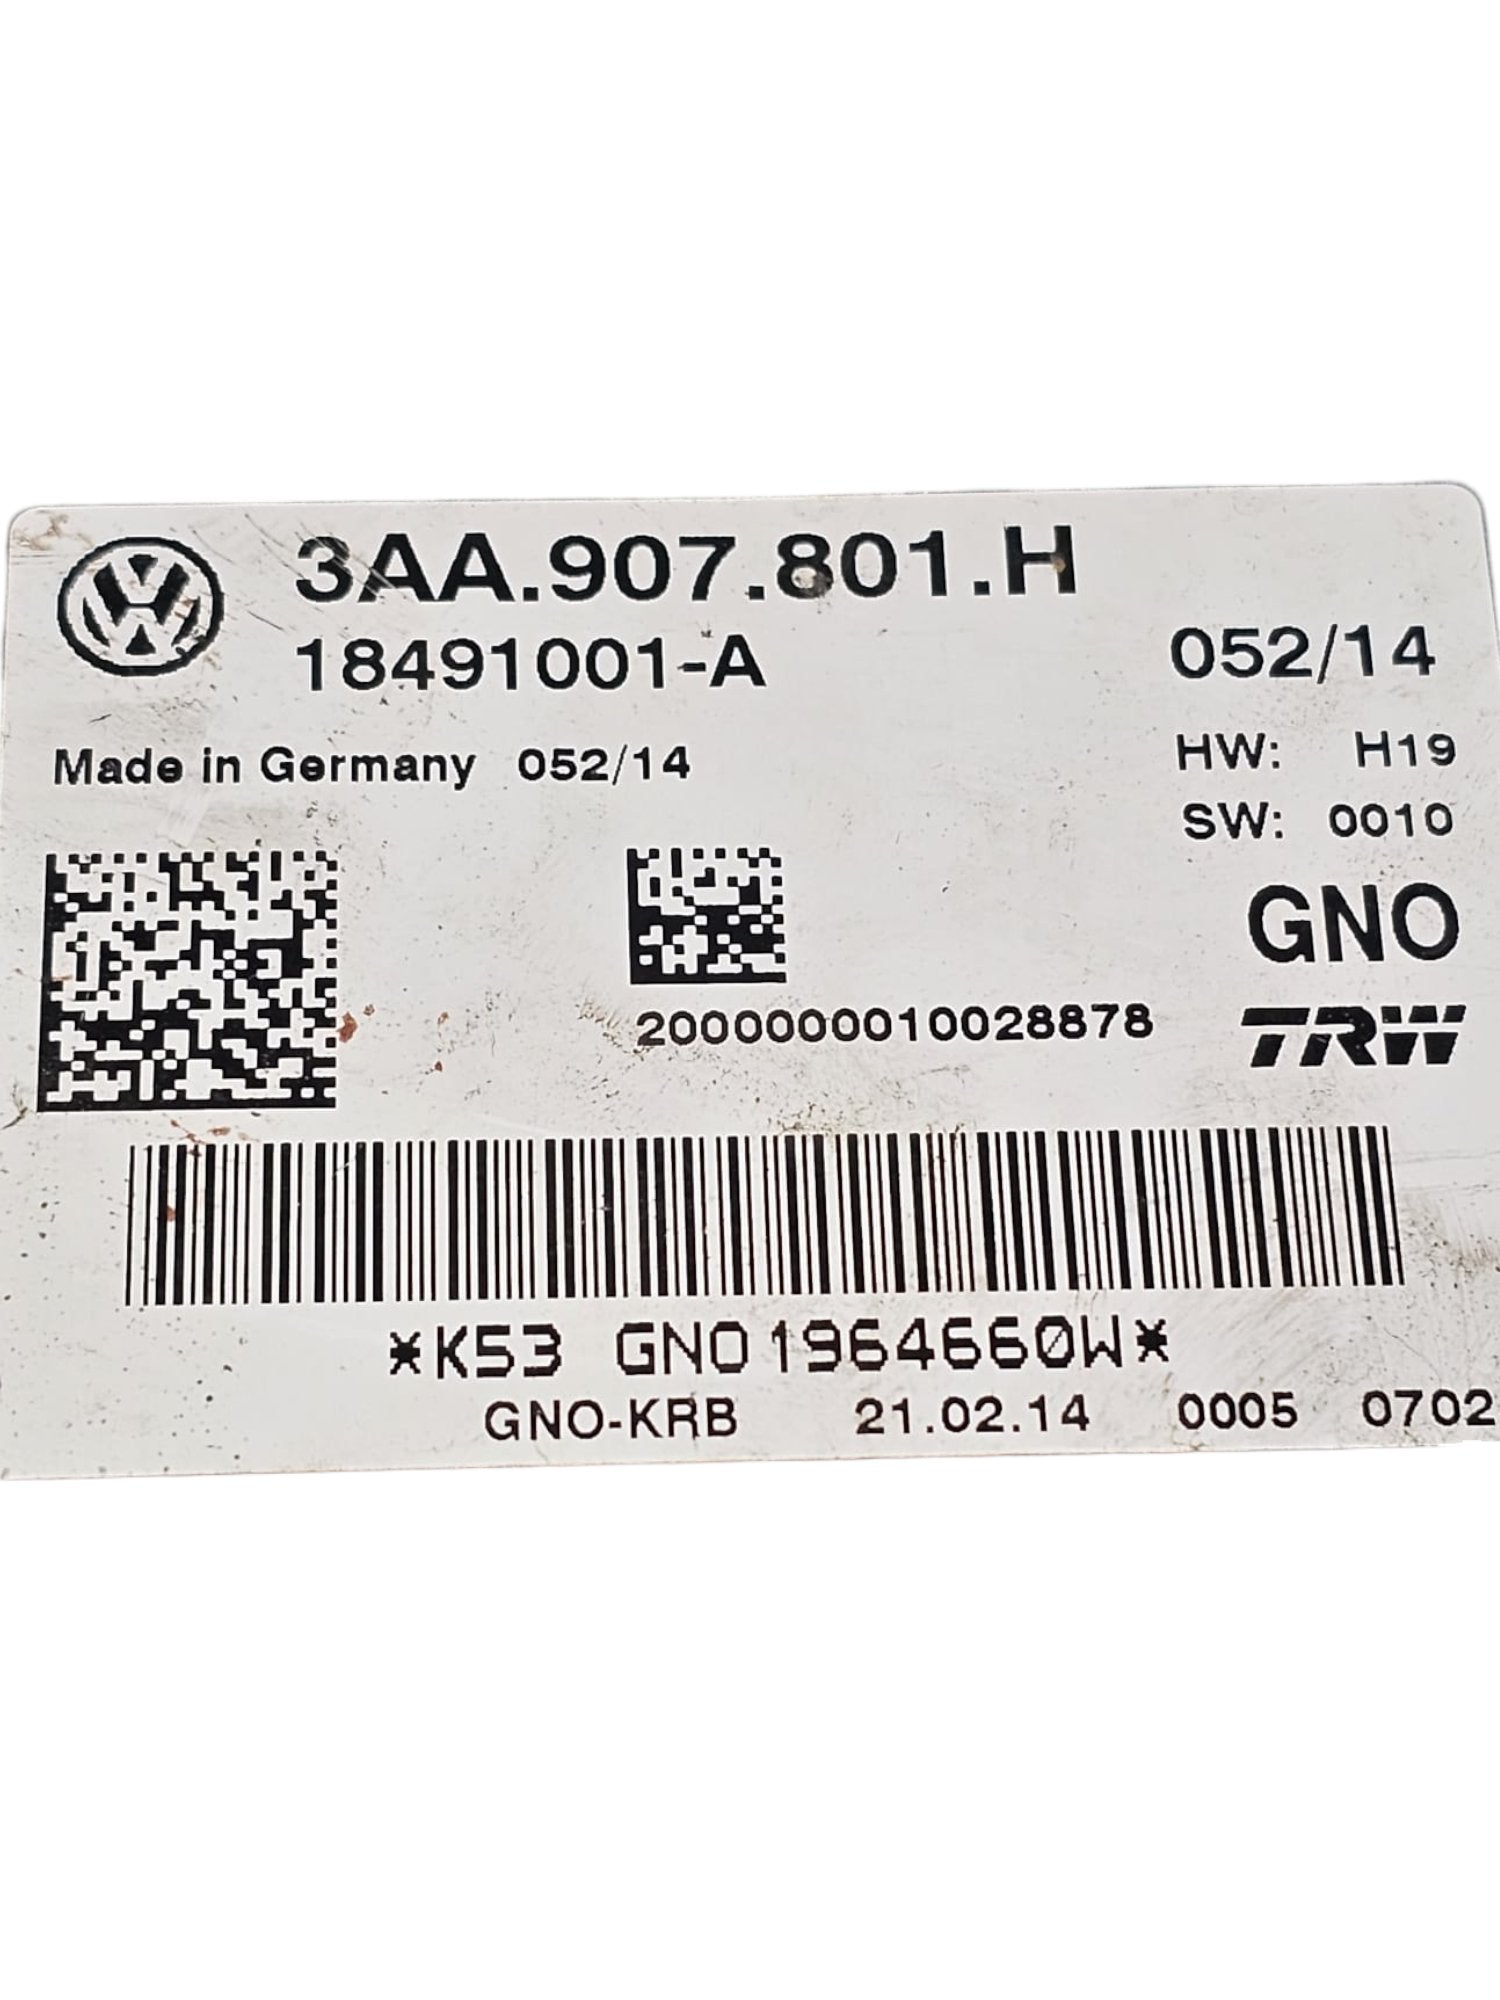 3AA.907.801.H
18491001-A 052/14
Made in Germany 052/14 HW: H19
SW: 0010
GNO
2000000010028878 TRW
*K53 GNO1964660W*
GNO-KRB 21.02.14 0005 0702